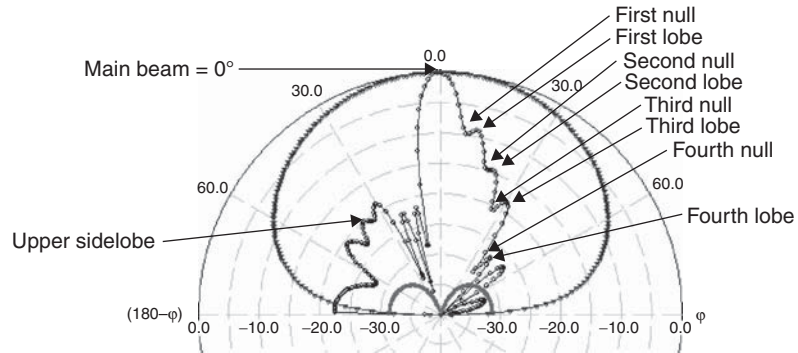 First null
First lobe
Second null
Second lobe
Third null
Third lobe
Fourth null
Fourth lobe
Main beam = 0°
0.0
30.0
30.0
60.0
60.0
Upper sidelobe
(180–φ)
φ
0.0
–10.0
–20.0
–30.0
–30.0
–20.0
–10.0
0.0